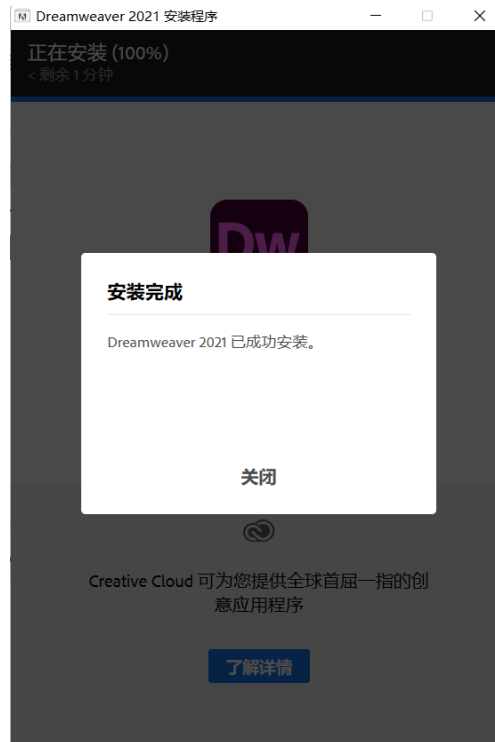 Dreamweaver 2021 安装程序
正在安装 (100%)
< 剩余 1 分钟
Dw
安装完成
Dreamweaver 2021 已成功安装。
关闭
Creative Cloud 可为您提供全球首屈一指的创
意应用程序
了解详情